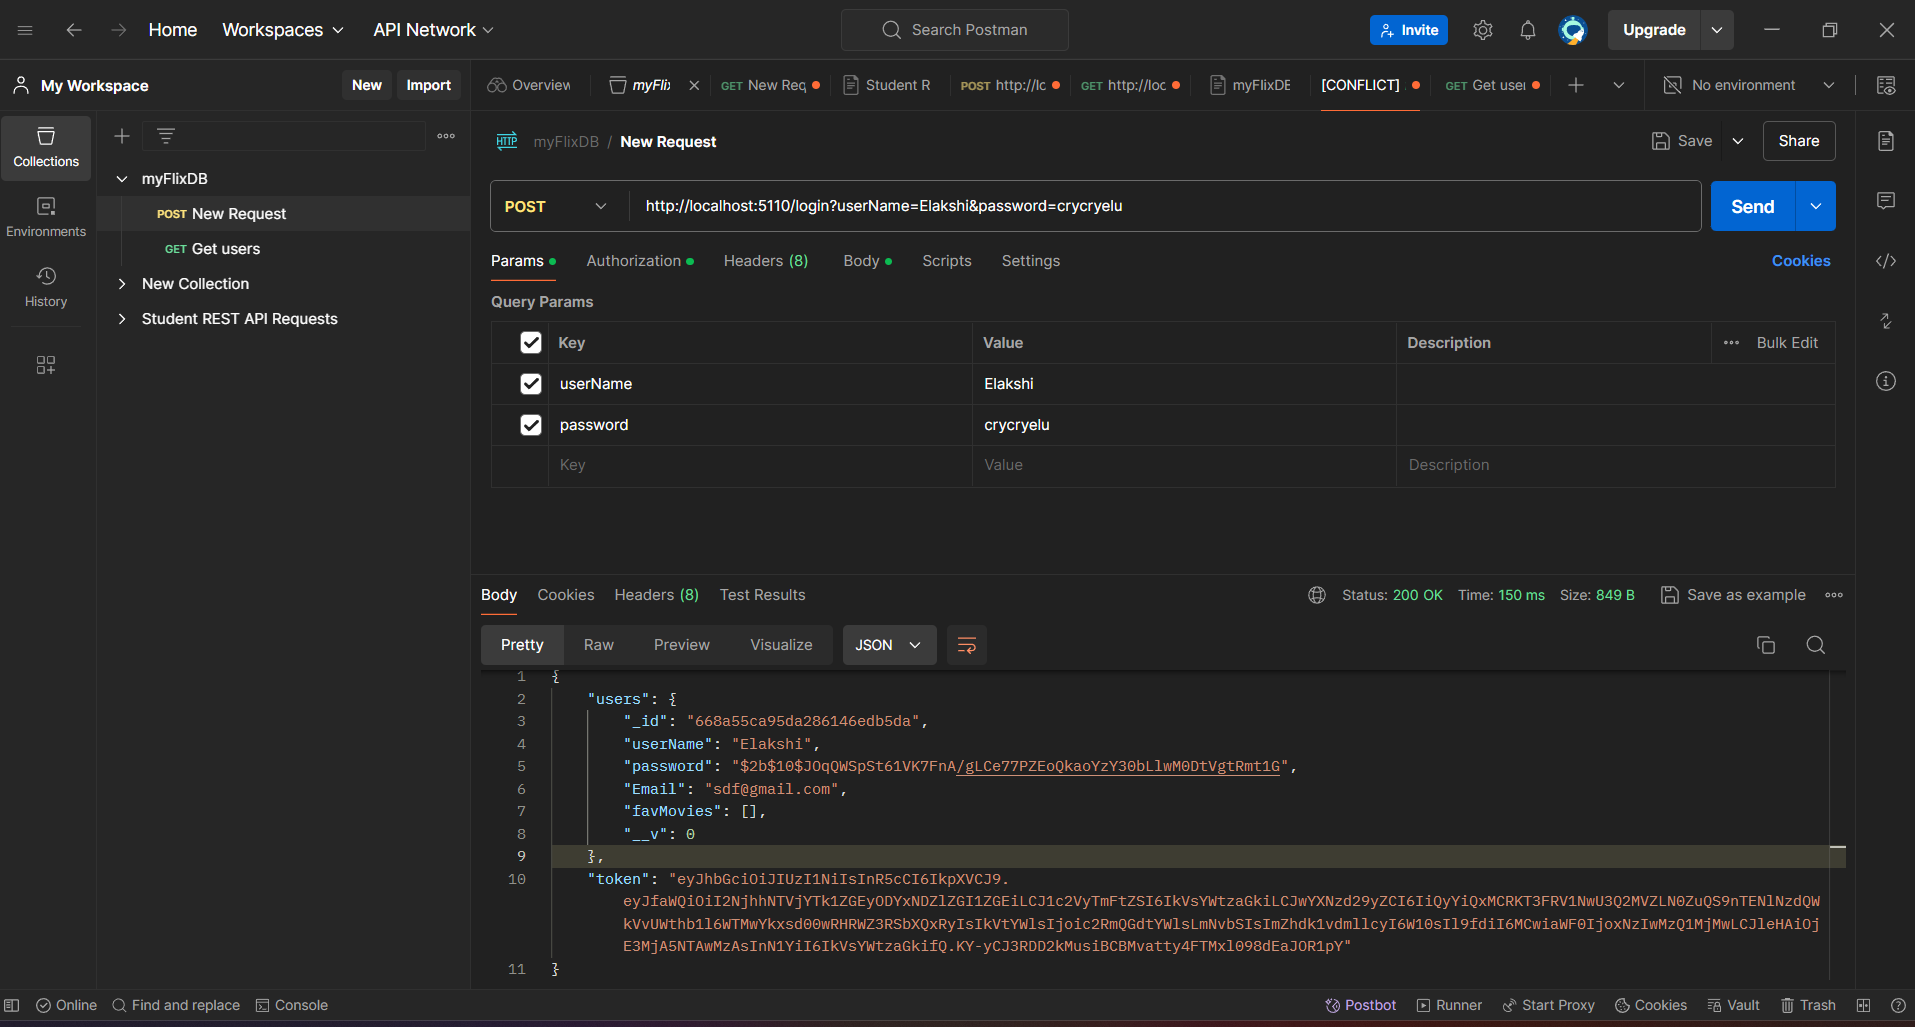 Home Workspaces API Network Search Postman Invite Upgrade
My Workspace New Import Overview myFlix GET New Req Student R POST http://lc GET http://loc myFlixDB [CONFLICT] GET Get user No environment
Collections
Environments
History
myFlixDB
POST New Request
GET Get users
New Collection
Student REST API Requests
HTTP myFlixDB / New Request Save Share
POST http://localhost:5110/login?userName=Elakshi&password=crycryelu Send
Params Authorization Headers (8) Body Scripts Settings Cookies
Query Params
Key Value Description Bulk Edit
userName Elakshi
password crycryelu
Key Value Description
Body Cookies Headers (8) Test Results Status: 200 OK Time: 150 ms Size: 849 B Save as example
Pretty Raw Preview Visualize JSON
1 {
2 "users": {
3 "_id": "668a55ca95da286146edb5da",
4 "userName": "Elakshi",
5 "password": "$2b$10$JOqQWSpSt61VK7FnA/gLCe77PZEoQkaoYzY30bLlwM0DtVgtRmt1G",
6 "Email": "sdf@gmail.com",
7 "favMovies": [],
8 "__v": 0
9 },
10 "token": "eyJhbGciOiJIUzI1NiIsInR5cCI6IkpXVCJ9.
eyJfaWQiOiI2NjhhNTVjYTk1ZGEyODYxNDZlZGI1ZGEiLCJ1c2VyTmFtZSI6IkVsYWtzaGkiLCJwYXNzd29yZCI6IiQyYiQxMCRKT3FRV1NwU3Q2MVZLN0ZuQS9nTENlNzdQW
kVvUWthb1l6WTMwYkxsd00wRHRWZ3RSbXQxRyIsIkVtYWlsIjoic2RmQGdtYWlsLmNvbSIsImZhdk1vdmllcyI6W10sIl9fdiI6MCwiaWF0IjoxNzIwMzQ1MjMwLCJleHAiOj
E3MjA5NTAwMzAsInN1YiI6IkVsYWtzaGkifQ.KY-yCJ3RDD2kMusiBCBMvatty4FTMxl098dEaJOR1pY"
11 }
Online Find and replace Console Postbot Runner Start Proxy Cookies Vault Trash